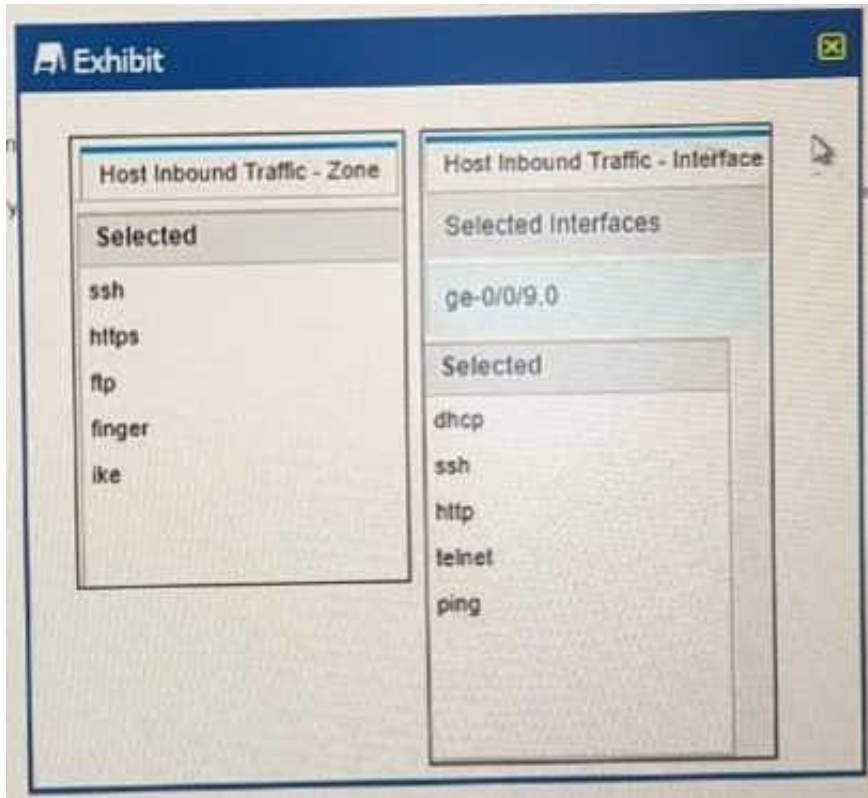 Exhibit
Host Inbound Traffic - Zone
Selected
ssh
https
ftp
finger
ike
Host Inbound Traffic - Interface
Selected Interfaces
ge-0/0/9.0
Selected
dhcp
ssh
http
telnet
ping